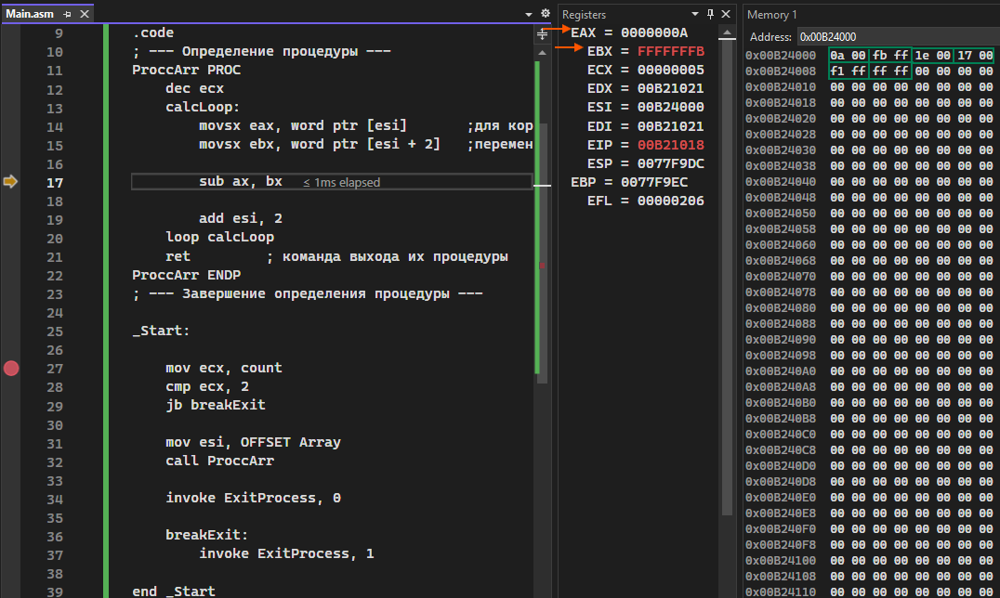 Main.asm
9 .code
10 ; --- Определение процедуры ---
11 ProccArr PROC
12 dec ecx
13 calcLoop:
14 movsx eax, word ptr [esi] ;для кор
15 movsx ebx, word ptr [esi + 2] ;перемен
16
17 sub ax, bx ≤ 1ms elapsed
18
19 add esi, 2
20 loop calcLoop
21 ret ; команда выхода их процедуры
22 ProccArr ENDP
23 ; --- Завершение определения процедуры ---
24
25 _Start:
26
27 mov ecx, count
28 cmp ecx, 2
29 jb breakExit
30
31 mov esi, OFFSET Array
32 call ProccArr
33
34 invoke ExitProcess, 0
35
36 breakExit:
37 invoke ExitProcess, 1
38
39 end _Start
Registers
EAX = 0000000A
EBX = FFFFFFFB
ECX = 00000005
EDX = 00B21021
ESI = 00B24000
EDI = 00B21021
EIP = 00B21018
ESP = 0077F9DC
EBP = 0077F9EC
EFL = 00000206
Memory 1
Address: 0x00B24000
0x00B24000 0a 00 fb ff 1e 00 17 00
0x00B24008 f1 ff ff ff 00 00 00 00
0x00B24010 00 00 00 00 00 00 00 00
0x00B24018 00 00 00 00 00 00 00 00
0x00B24020 00 00 00 00 00 00 00 00
0x00B24028 00 00 00 00 00 00 00 00
0x00B24030 00 00 00 00 00 00 00 00
0x00B24038 00 00 00 00 00 00 00 00
0x00B24040 00 00 00 00 00 00 00 00
0x00B24048 00 00 00 00 00 00 00 00
0x00B24050 00 00 00 00 00 00 00 00
0x00B24058 00 00 00 00 00 00 00 00
0x00B24060 00 00 00 00 00 00 00 00
0x00B24068 00 00 00 00 00 00 00 00
0x00B24070 00 00 00 00 00 00 00 00
0x00B24078 00 00 00 00 00 00 00 00
0x00B24080 00 00 00 00 00 00 00 00
0x00B24088 00 00 00 00 00 00 00 00
0x00B24090 00 00 00 00 00 00 00 00
0x00B24098 00 00 00 00 00 00 00 00
0x00B240A0 00 00 00 00 00 00 00 00
0x00B240A8 00 00 00 00 00 00 00 00
0x00B240B0 00 00 00 00 00 00 00 00
0x00B240B8 00 00 00 00 00 00 00 00
0x00B240C0 00 00 00 00 00 00 00 00
0x00B240C8 00 00 00 00 00 00 00 00
0x00B240D0 00 00 00 00 00 00 00 00
0x00B240D8 00 00 00 00 00 00 00 00
0x00B240E0 00 00 00 00 00 00 00 00
0x00B240E8 00 00 00 00 00 00 00 00
0x00B240F0 00 00 00 00 00 00 00 00
0x00B240F8 00 00 00 00 00 00 00 00
0x00B24100 00 00 00 00 00 00 00 00
0x00B24108 00 00 00 00 00 00 00 00
0x00B24110 00 00 00 00 00 00 00 00